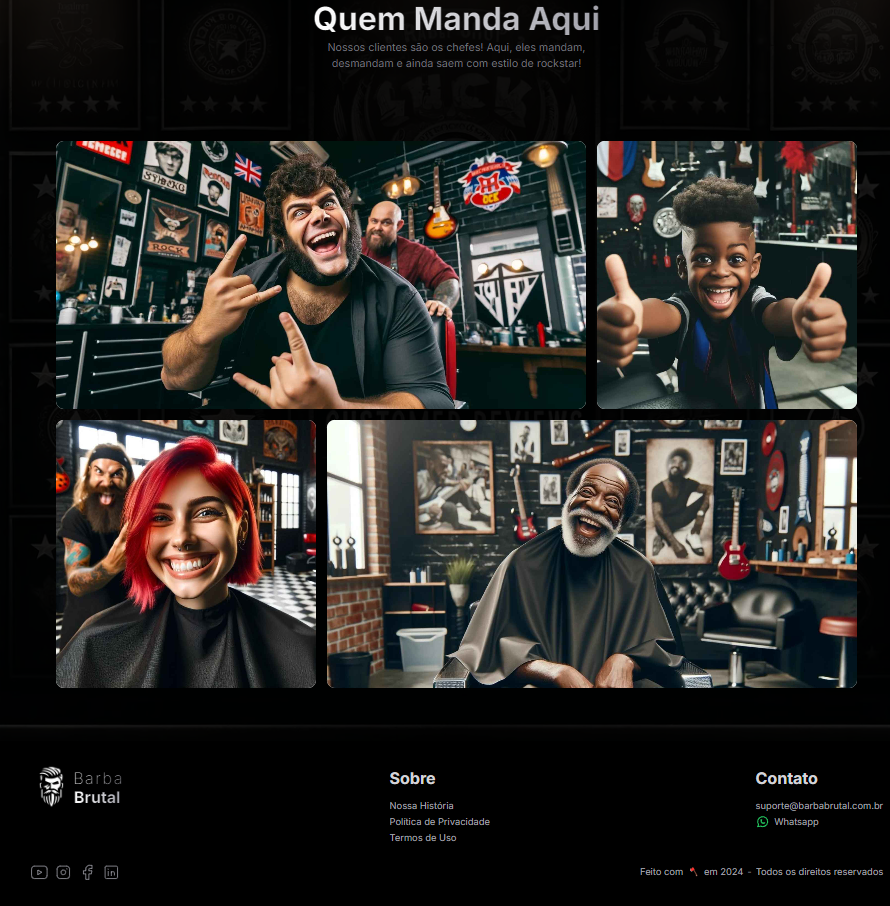 Quem Manda Aqui
Nossos clientes são os chefes! Aqui, eles mandam,
desmandam e ainda saem com estilo de rockstar!
ROCK
Barba
Brutal
Sobre
Nossa História
Política de Privacidade
Termos de Uso
Contato
suporte@barbabrutal.com.br
Whatsapp
Feito com em 2024 - Todos os direitos reservados